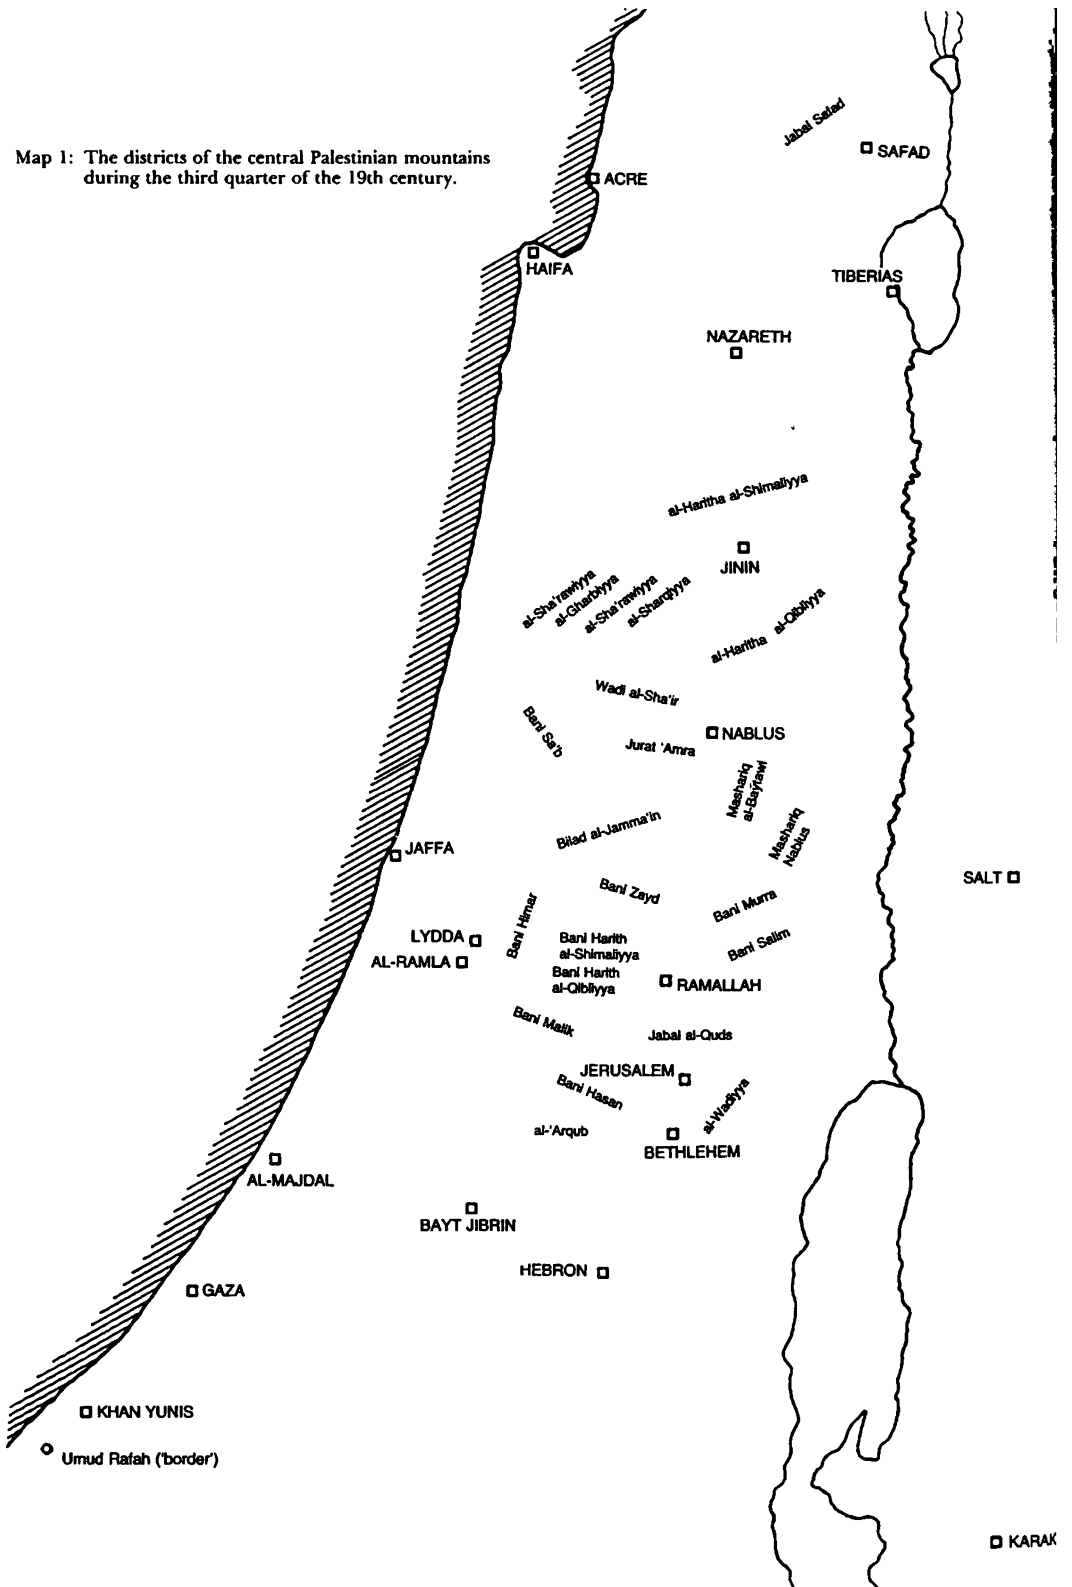 Jabal Safad
SAFAD
Map 1: The districts of the central Palestinian mountains
during the third quarter of the 19th century.
ACRE
HAIFA
TIBERIAS
NAZARETH
al-Haritha al-Shimaliyya
JININ
al-Sha'rawiyya
al-Gharbiyya
al-Sha'rawiyya
al-Sharqiyya
al-Haritha al-Qibliyya
Wadi al-Sha'ir
Bani Sa'b
NABLUS
Jurat 'Amra
Mashariq
al-Baytawi
Mashariq
Nablus
Bilad al-Jamma'in
JAFFA
SALT
Bani Zayd
Bani Murra
Bani Himar
LYDDA
Bani Harith
al-Shimaliyya
Bani Salim
AL-RAMLA
Bani Harith
al-Qibliyya
RAMALLAH
Bani Malik
Jabal al-Quds
JERUSALEM
Bani Hasan
al-Wadiyya
al-'Arqub
BETHLEHEM
AL-MAJDAL
BAYT JIBRIN
HEBRON
GAZA
KHAN YUNIS
Umud Rafah ('border')
KARAK